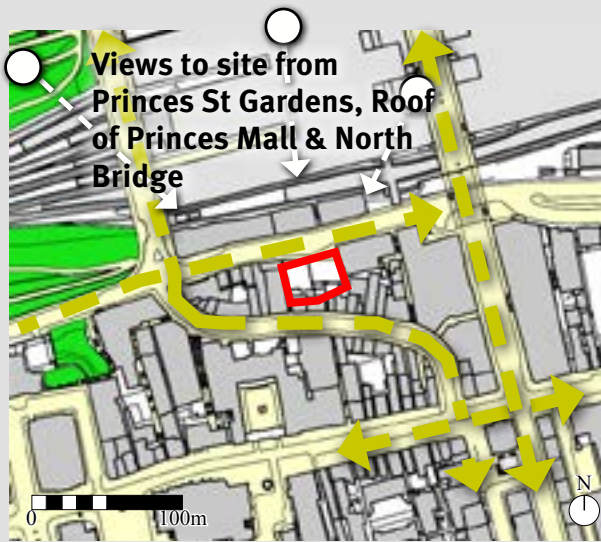 Views to site from
Princes St Gardens, Roof
of Princes Mall & North
Bridge
0 100m
N